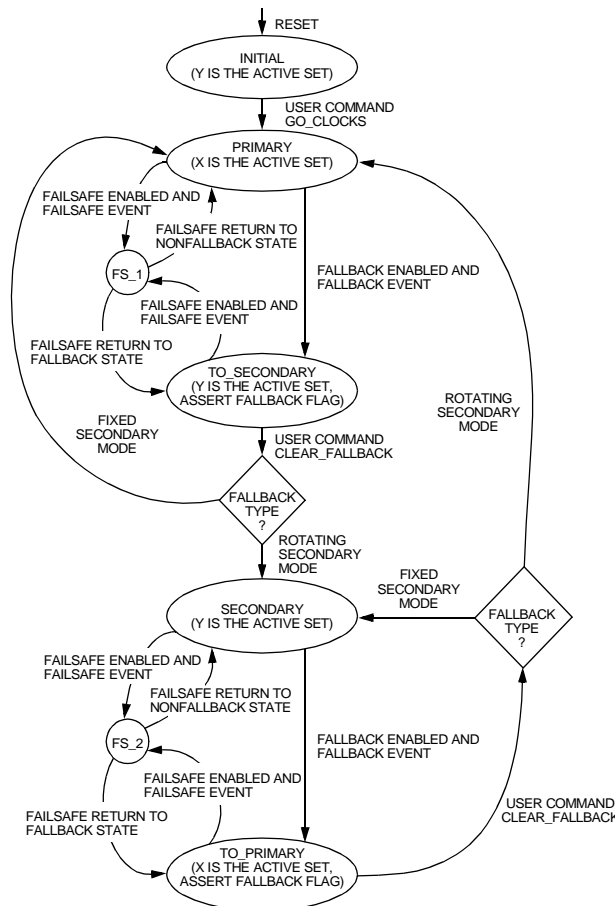 RESET
INITIAL
(Y IS THE ACTIVE SET)
USER COMMAND
GO_CLOCKS
PRIMARY
(X IS THE ACTIVE SET)
FAILSAFE ENABLED AND
FAILSAFE EVENT
FAILSAFE RETURN TO
NONFALLBACK STATE
FS_1
FALLBACK ENABLED AND
FALLBACK EVENT
FAILSAFE ENABLED AND
FAILSAFE EVENT
FAILSAFE RETURN TO
FALLBACK STATE
TO_SECONDARY
(Y IS THE ACTIVE SET,
ASSERT FALLBACK FLAG)
ROTATING
SECONDARY
MODE
FIXED
SECONDARY
MODE
USER COMMAND
CLEAR_FALLBACK
FALLBACK
TYPE
?
ROTATING
SECONDARY
MODE
FIXED
SECONDARY
MODE
FALLBACK
TYPE
?
SECONDARY
(Y IS THE ACTIVE SET)
FAILSAFE ENABLED AND
FAILSAFE EVENT
FAILSAFE RETURN TO
NONFALLBACK STATE
FS_2
FALLBACK ENABLED AND
FALLBACK EVENT
FAILSAFE ENABLED AND
FAILSAFE EVENT
FAILSAFE RETURN TO
FALLBACK STATE
USER COMMAND
CLEAR_FALLBACK
TO_PRIMARY
(X IS THE ACTIVE SET,
ASSERT FALLBACK FLAG)